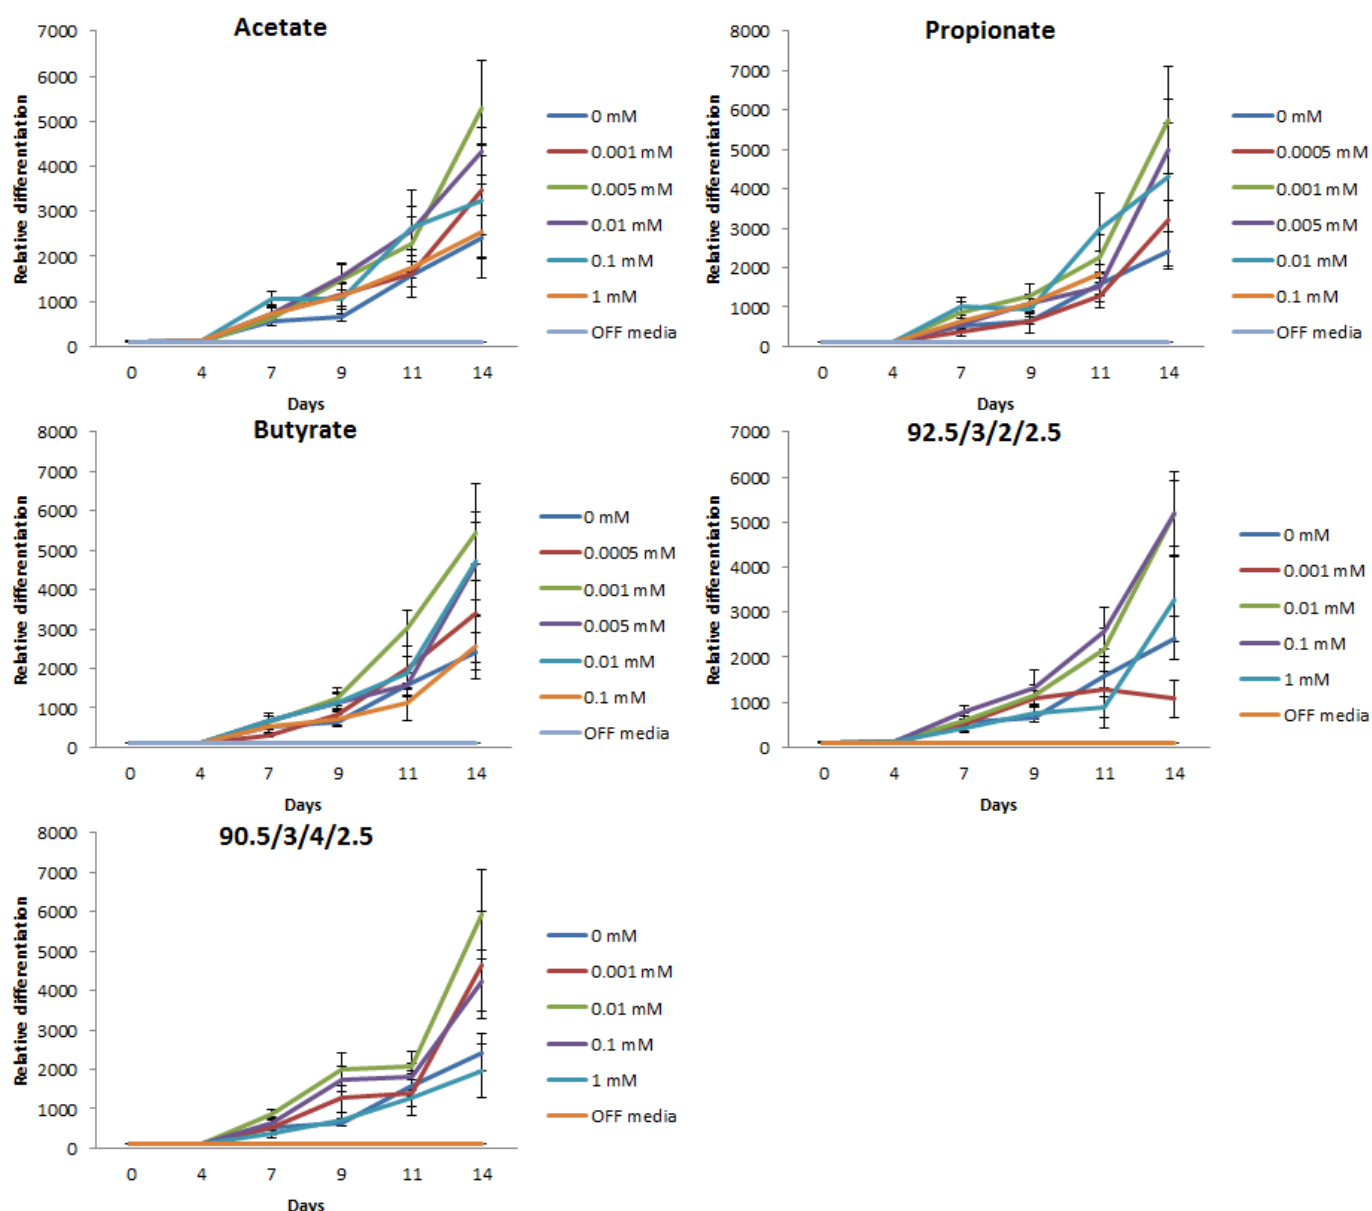 Acetate
7000
6000
5000
4000
3000
2000
1000
0
Relative differentiation
0 4 7 9 11 14
Days
0 mM
0.001 mM
0.005 mM
0.01 mM
0.1 mM
1 mM
OFF media
Propionate
8000
7000
6000
5000
4000
3000
2000
1000
0
Relative differentiation
0 4 7 9 11 14
Days
0 mM
0.0005 mM
0.001 mM
0.005 mM
0.01 mM
0.1 mM
OFF media
Butyrate
8000
7000
6000
5000
4000
3000
2000
1000
0
Relative differentiation
0 4 7 9 11 14
Days
0 mM
0.0005 mM
0.001 mM
0.005 mM
0.01 mM
0.1 mM
OFF media
92.5/3/2/2.5
7000
6000
5000
4000
3000
2000
1000
0
Relative differentiation
0 4 7 9 11 14
Days
0 mM
0.001 mM
0.01 mM
0.1 mM
1 mM
OFF media
90.5/3/4/2.5
8000
7000
6000
5000
4000
3000
2000
1000
0
Relative differentiation
0 4 7 9 11 14
Days
0 mM
0.001 mM
0.01 mM
0.1 mM
1 mM
OFF media